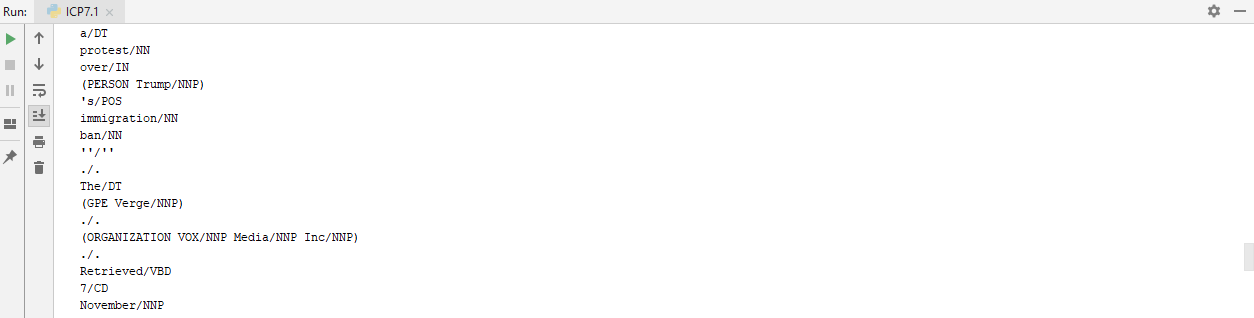 Run: ICP7.1
a/DT
protest/NN
over/IN
(PERSON Trump/NNP)
's/POS
immigration/NN
ban/NN
''/''
./.
The/DT
(GPE Verge/NNP)
./.
(ORGANIZATION VOX/NNP Media/NNP Inc/NNP)
./.
Retrieved/VBD
7/CD
November/NNP